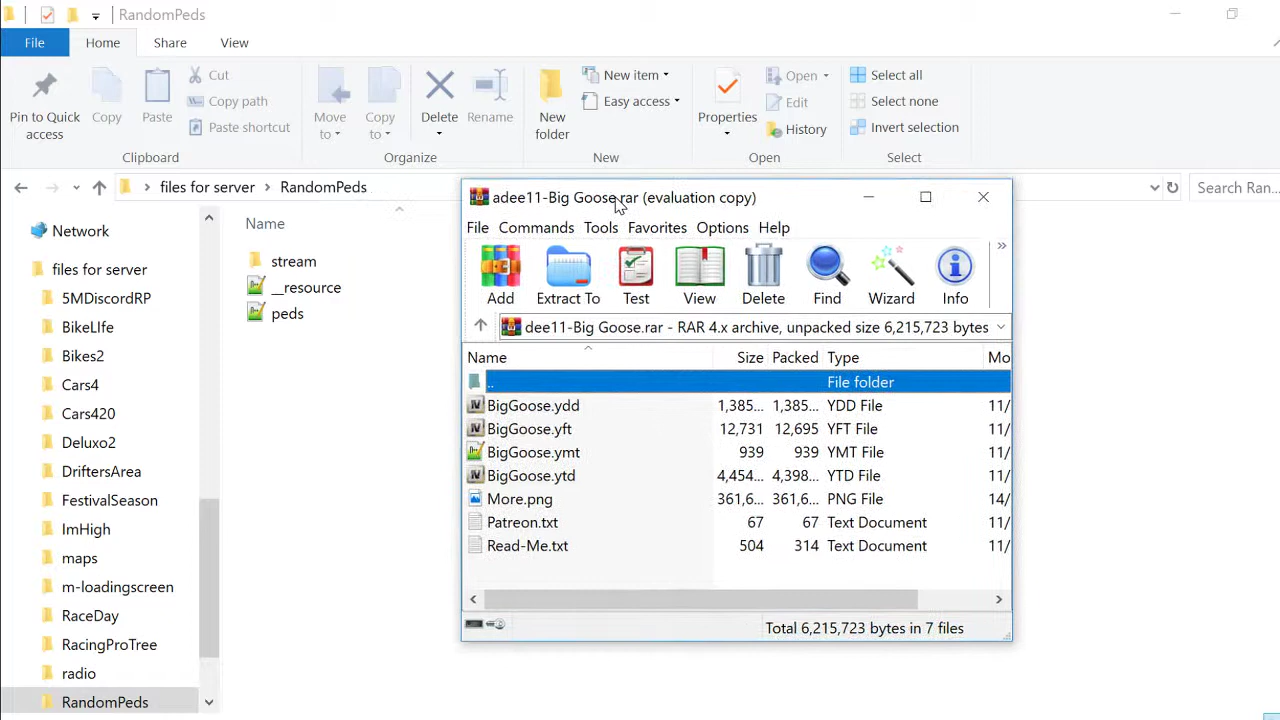 RandomPeds
File Home Share View
Pin to Quick access
Copy
Paste
Cut
Copy path
Paste shortcut
Clipboard
Move to
Copy to
Delete
Rename
Organize
New folder
New item
Easy access
New
Properties
Open
Edit
History
Open
Select all
Select none
Invert selection
Select
files for server > RandomPeds
Search Ran...
Network
files for server
5MDiscordRP
BikeLIfe
Bikes2
Cars4
Cars420
Deluxo2
DriftersArea
FestivalSeason
ImHigh
maps
m-loadingscreen
RaceDay
RacingProTree
radio
RandomPeds
Name
stream
__resource
peds
adee11-Big Goose.rar (evaluation copy)
File Commands Tools Favorites Options Help
Add Extract To Test View Delete Find Wizard Info
dee11-Big Goose.rar - RAR 4.x archive, unpacked size 6,215,723 bytes
Name Size Packed Type Mo
.. File folder
BigGoose.ydd 1,385... 1,385... YDD File 11/
BigGoose.yft 12,731 12,695 YFT File 11/
BigGoose.ymt 939 939 YMT File 11/
BigGoose.ytd 4,454... 4,398... YTD File 11/
More.png 361,6... 361,6... PNG File 14/
Patreon.txt 67 67 Text Document 11/
Read-Me.txt 504 314 Text Document 11/
Total 6,215,723 bytes in 7 files